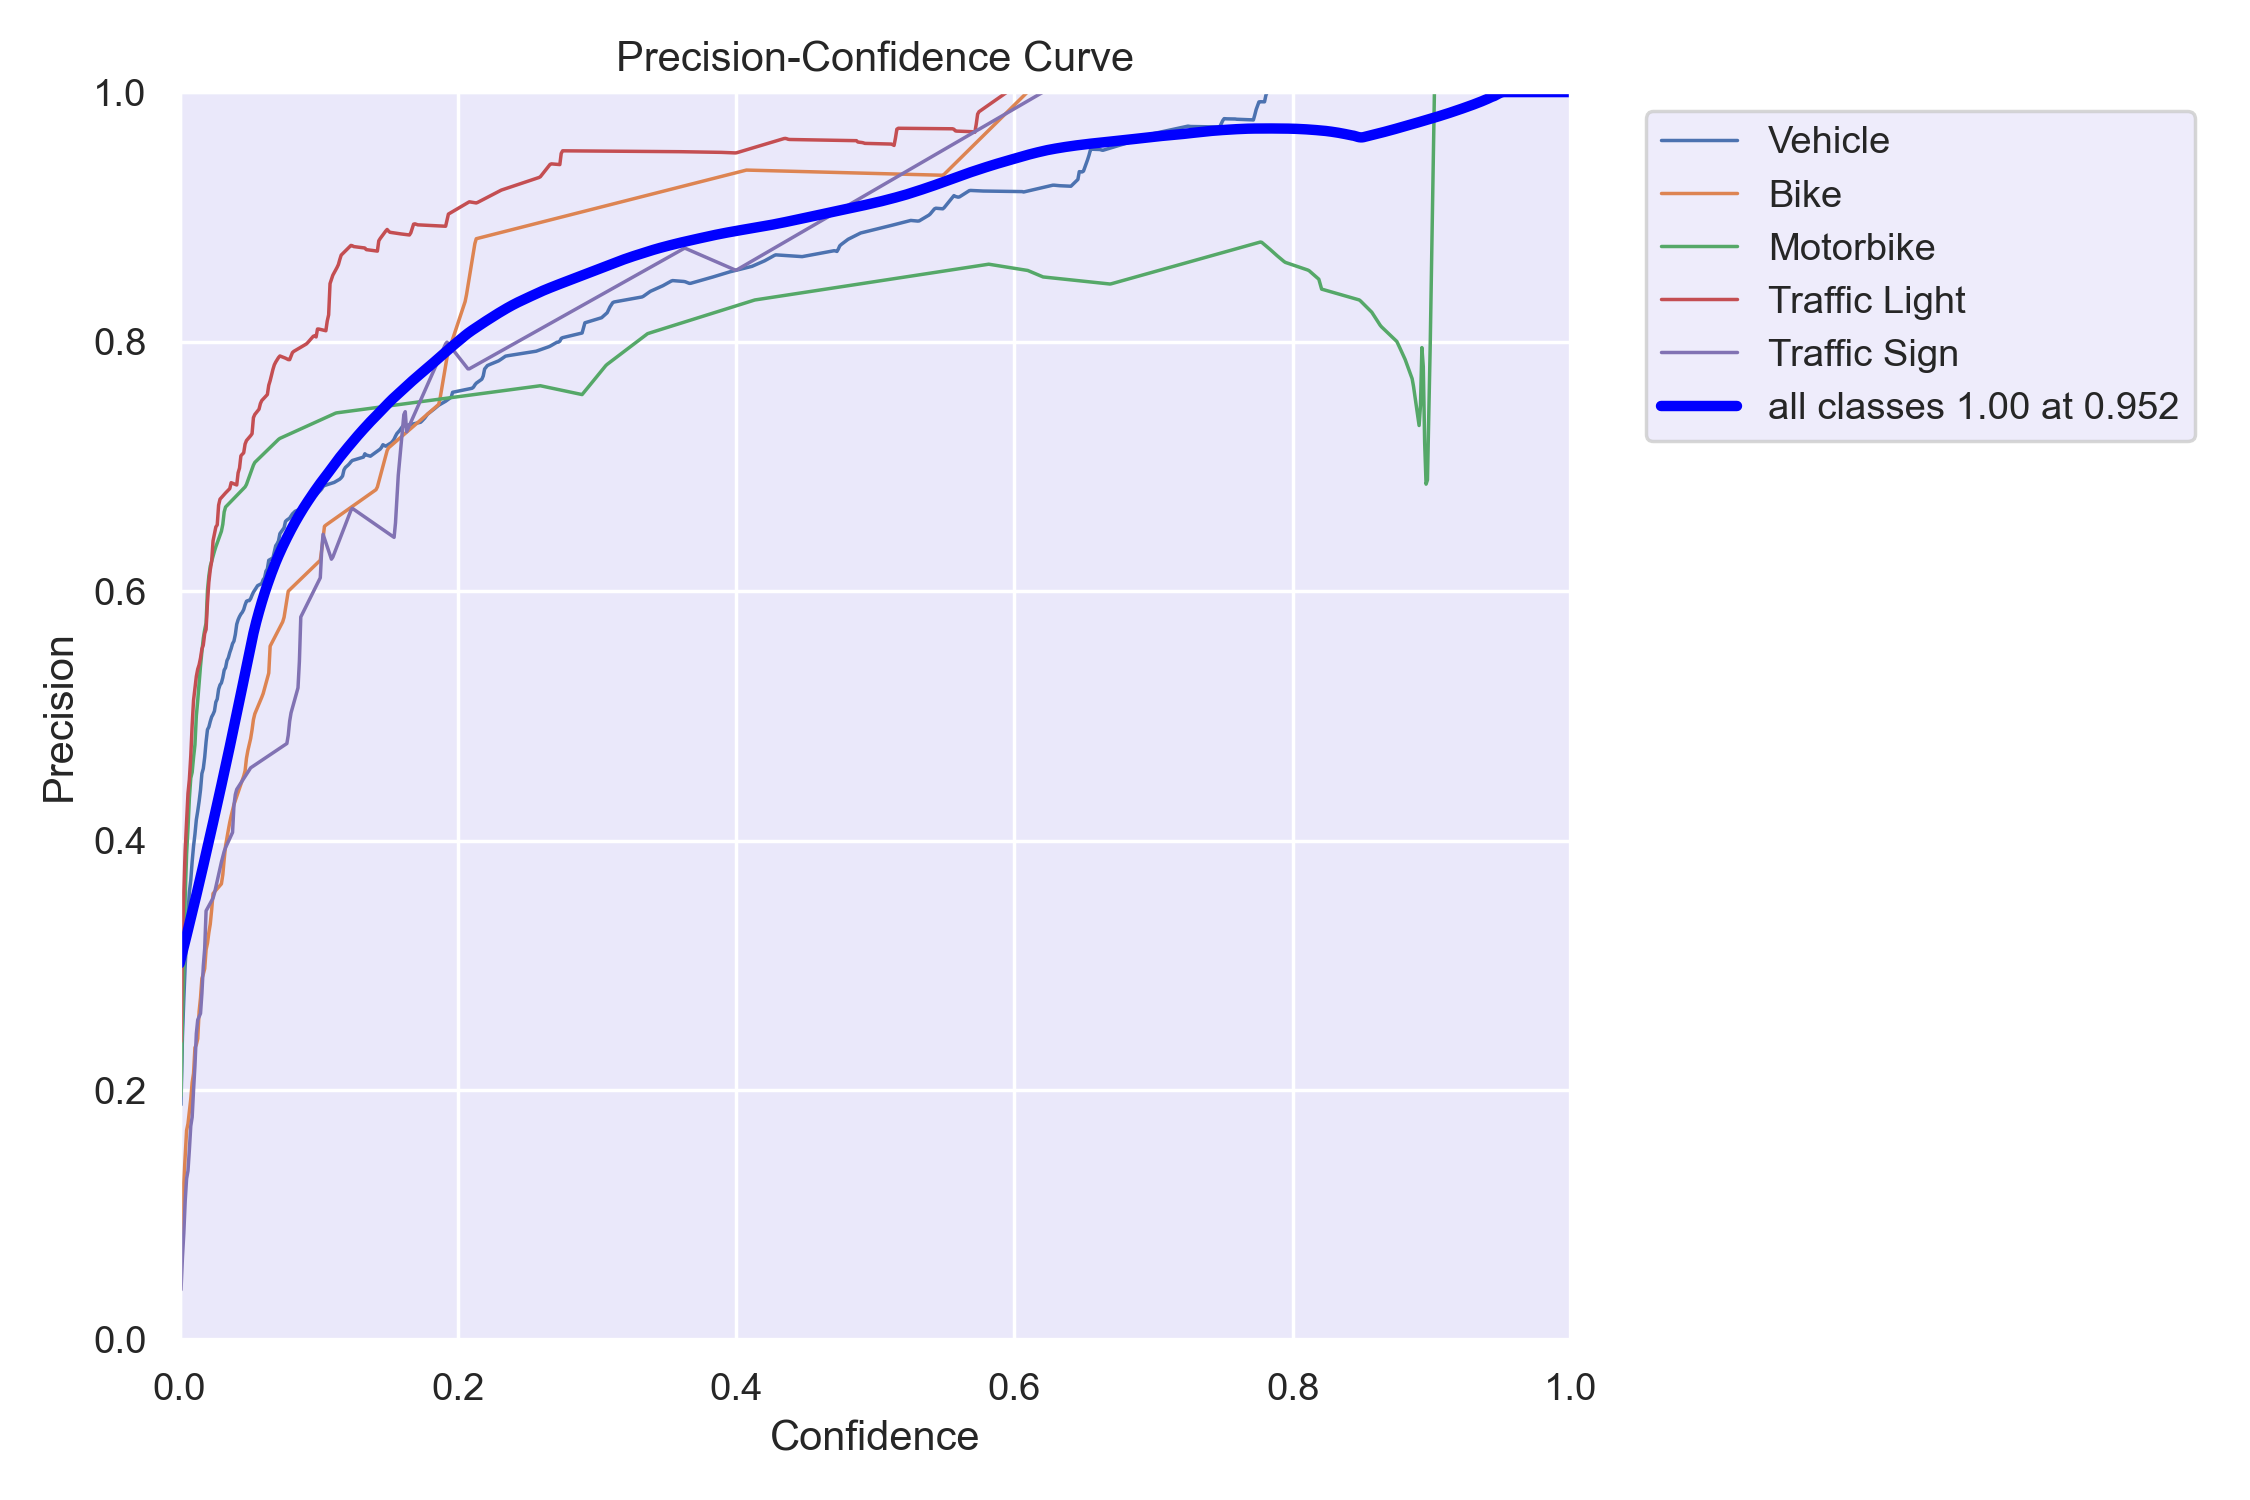 Precision-Confidence Curve
1.0
0.8
0.6
0.4
0.2
0.0
Precision
0.0 0.2 0.4 0.6 0.8 1.0
Confidence
Vehicle
Bike
Motorbike
Traffic Light
Traffic Sign
all classes 1.00 at 0.952